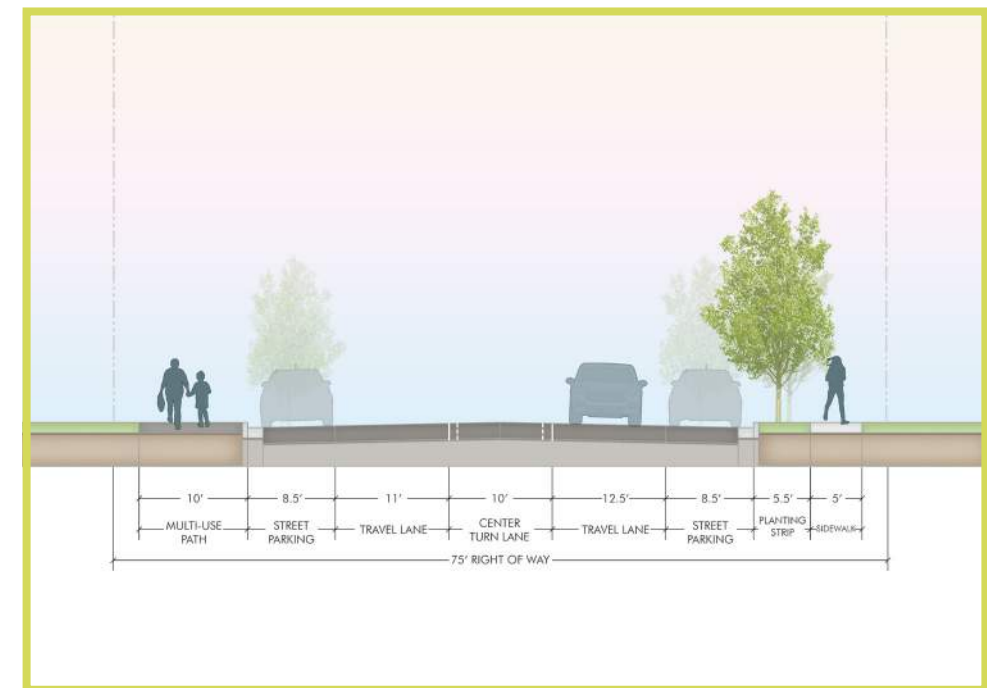 10' 8.5' 11' 10' 12.5' 8.5' 5.5' 5'
MULTI-USE
PATH
STREET
PARKING
TRAVEL LANE
CENTER
TURN LANE
TRAVEL LANE
STREET
PARKING
PLANTING
STRIP
SIDEWALK
75' RIGHT OF WAY